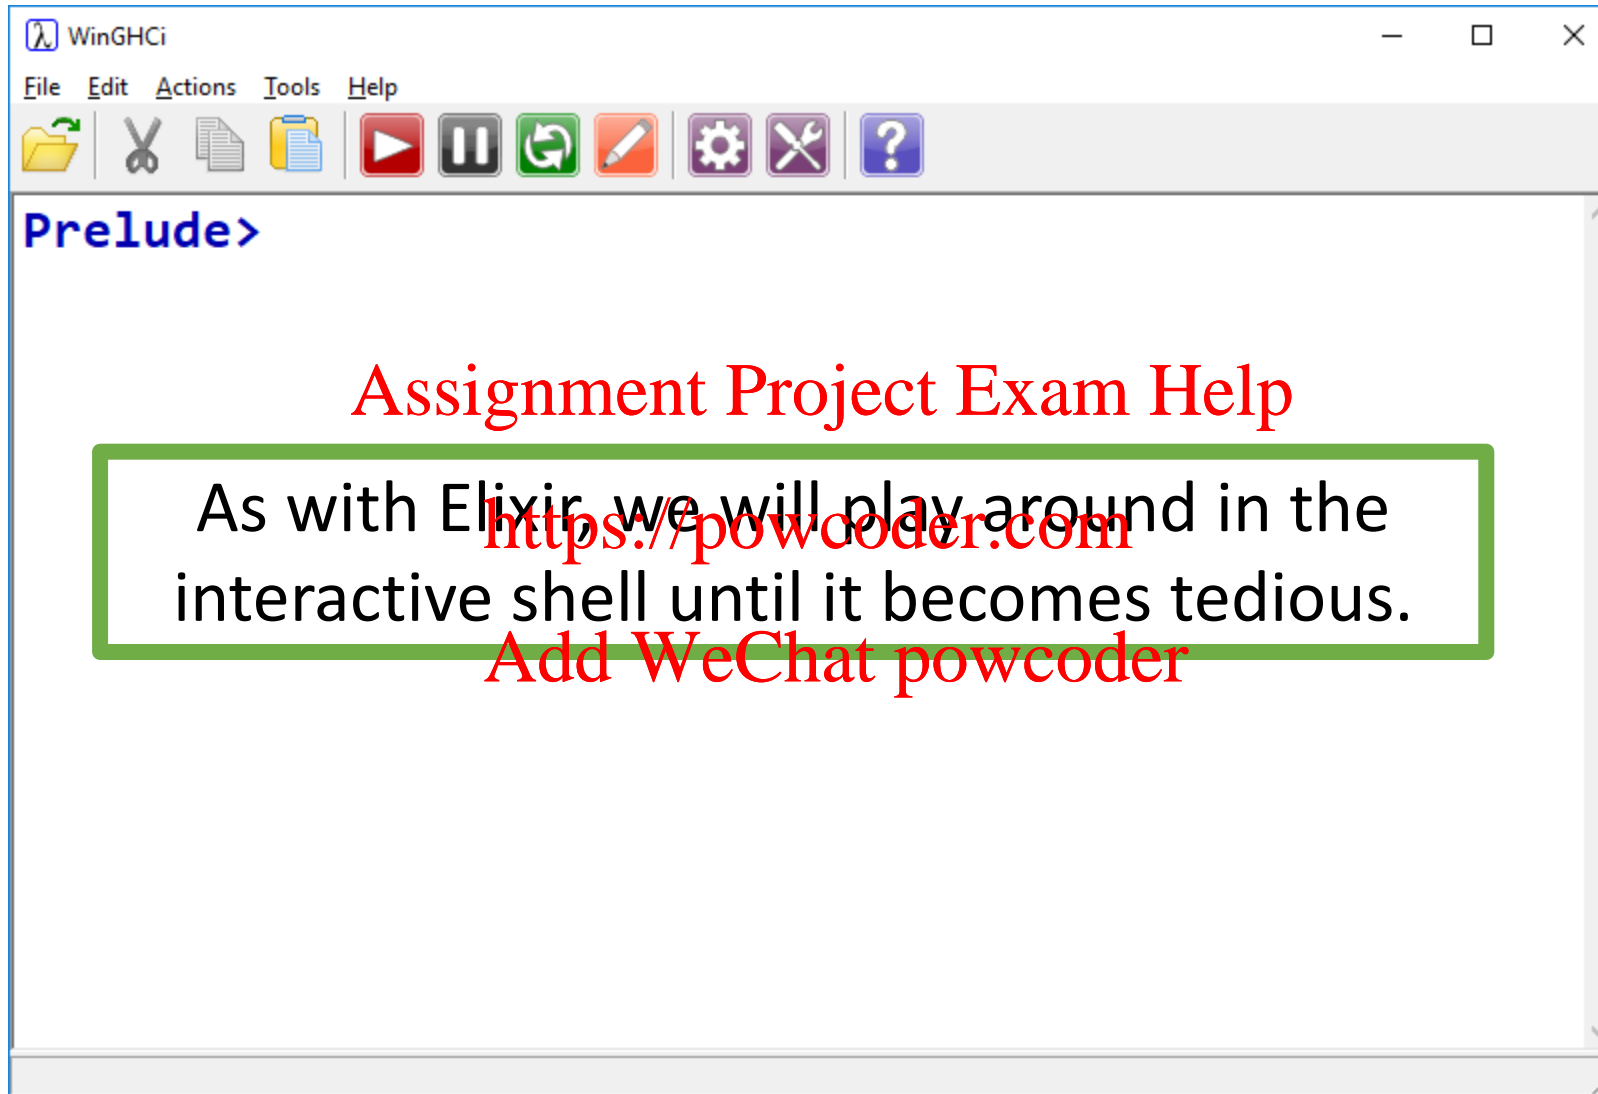 WinGHCi
File Edit Actions Tools Help
Prelude>
Assignment Project Exam Help
As with Elixir, we will play around in the
https://powcoder.com
interactive shell until it becomes tedious.
Add WeChat powcoder